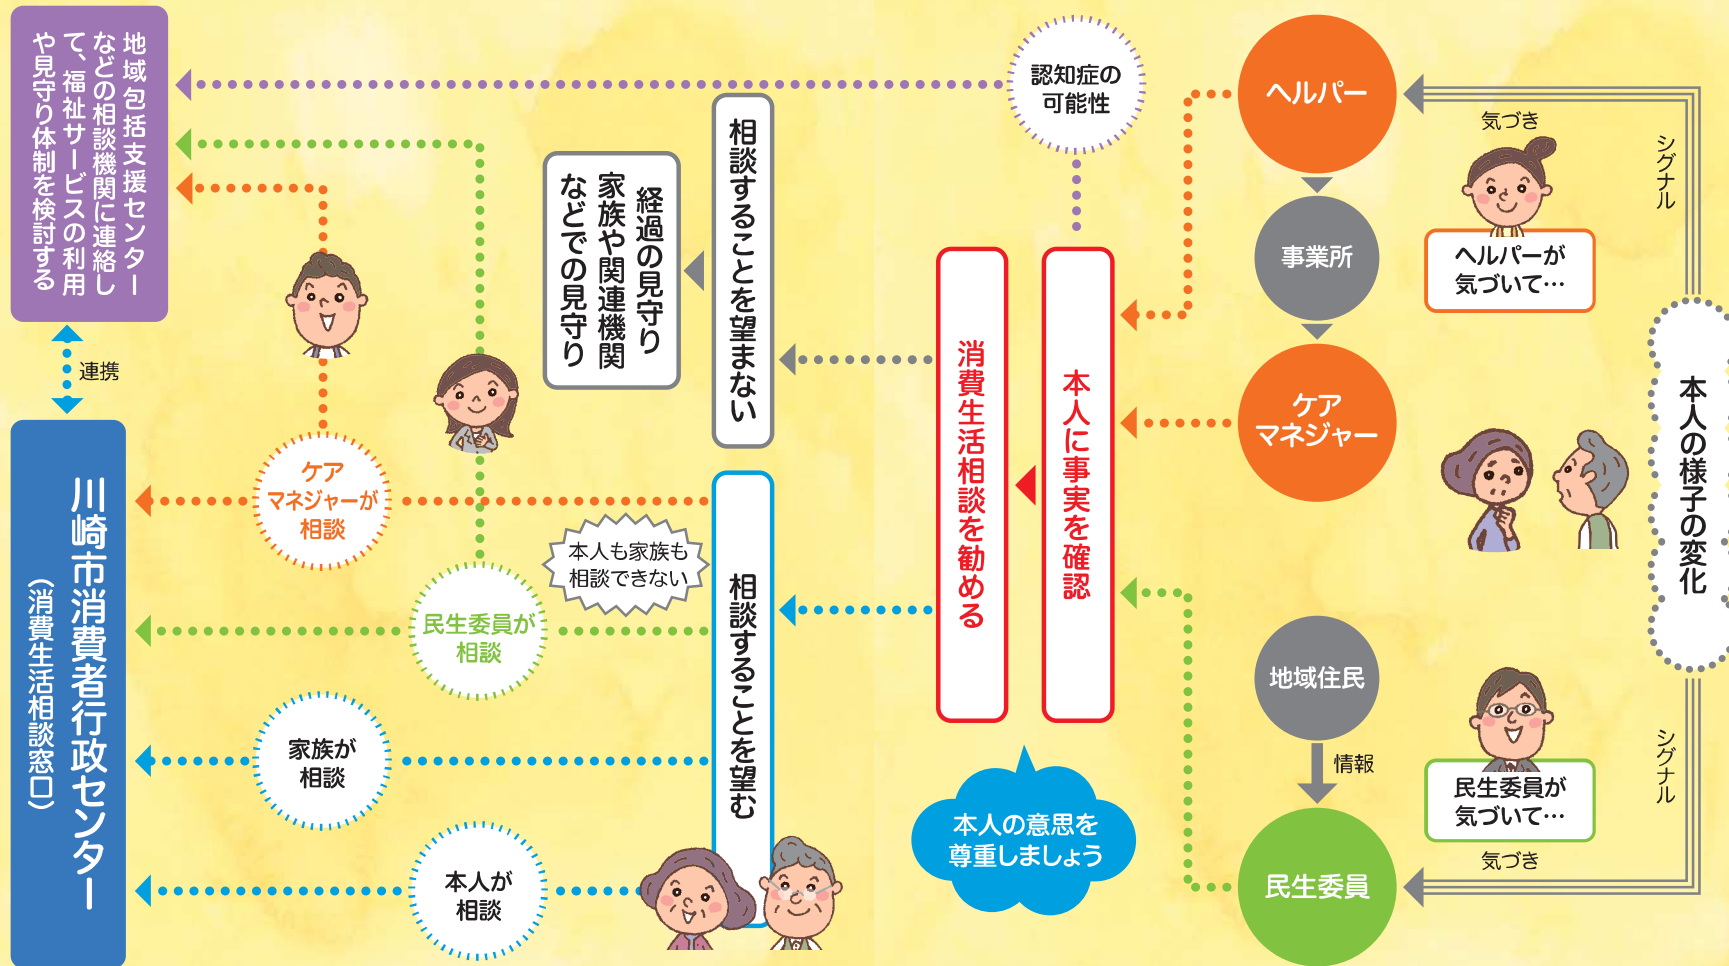 本人の様子の変化
シグナル
気づき
ヘルパーが
気づいて…
ヘルパー
事業所
ケア
マネジャー
シグナル
気づき
民生委員が
気づいて…
地域住民
情報
民生委員
本人に事実を確認
消費生活相談を勧める
本人の意思を
尊重しましょう
認知症の
可能性
相談することを望まない
経過の見守り
家族や関連機関
などでの見守り
相談することを望む
本人も家族も
相談できない
ケア
マネジャーが
相談
民生委員が
相談
家族が
相談
本人が
相談
地域包括支援センター
などの相談機関に連絡し
て、福祉サービスの利用
や見守り体制を検討する
連携
川崎市消費者行政センター
（消費生活相談窓口）